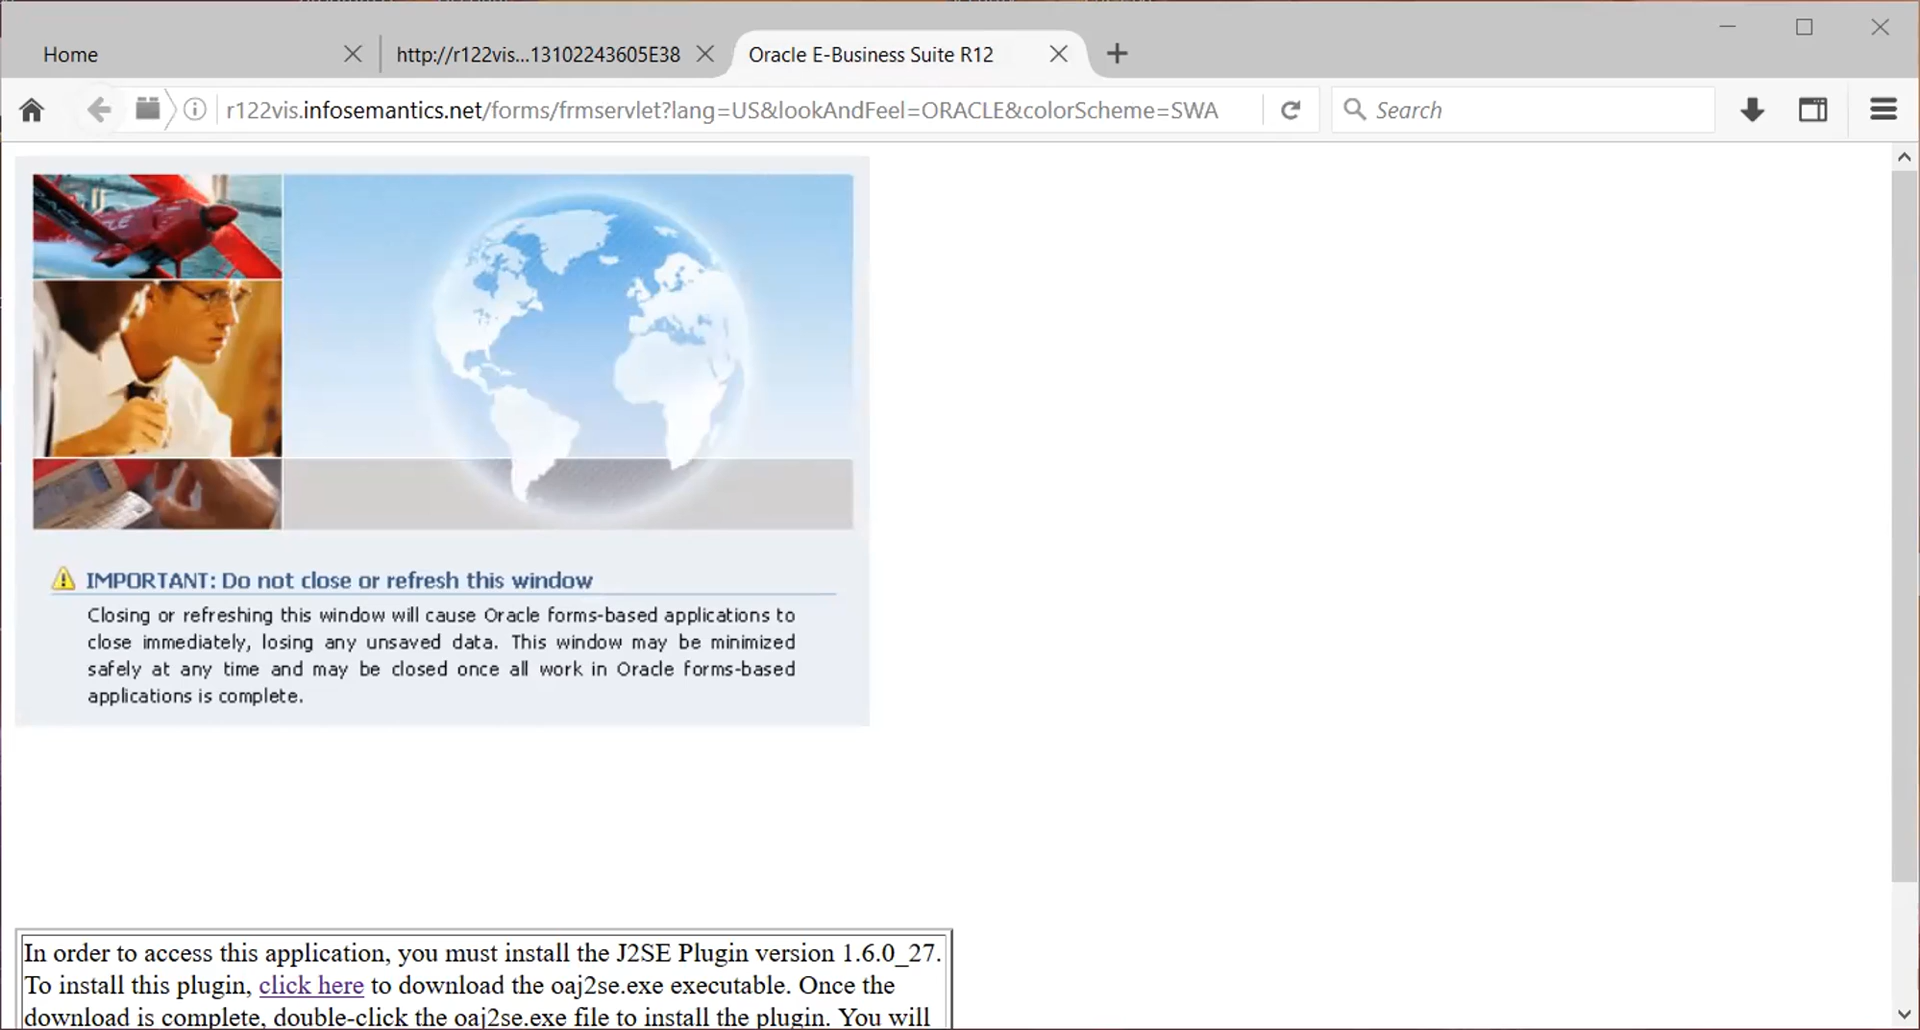 Home
http://r122vis...13102243605E38
Oracle E-Business Suite R12
r122vis.infosemantics.net/forms/frmservlet?lang=US&lookAndFeel=ORACLE&colorScheme=SWA
Search
IMPORTANT: Do not close or refresh this window
Closing or refreshing this window will cause Oracle forms-based applications to
close immediately, losing any unsaved data. This window may be minimized
safely at any time and may be closed once all work in Oracle forms-based
applications is complete.
In order to access this application, you must install the J2SE Plugin version 1.6.0_27.
To install this plugin, click here to download the oaj2se.exe executable. Once the
download is complete, double-click the oaj2se.exe file to install the plugin. You will